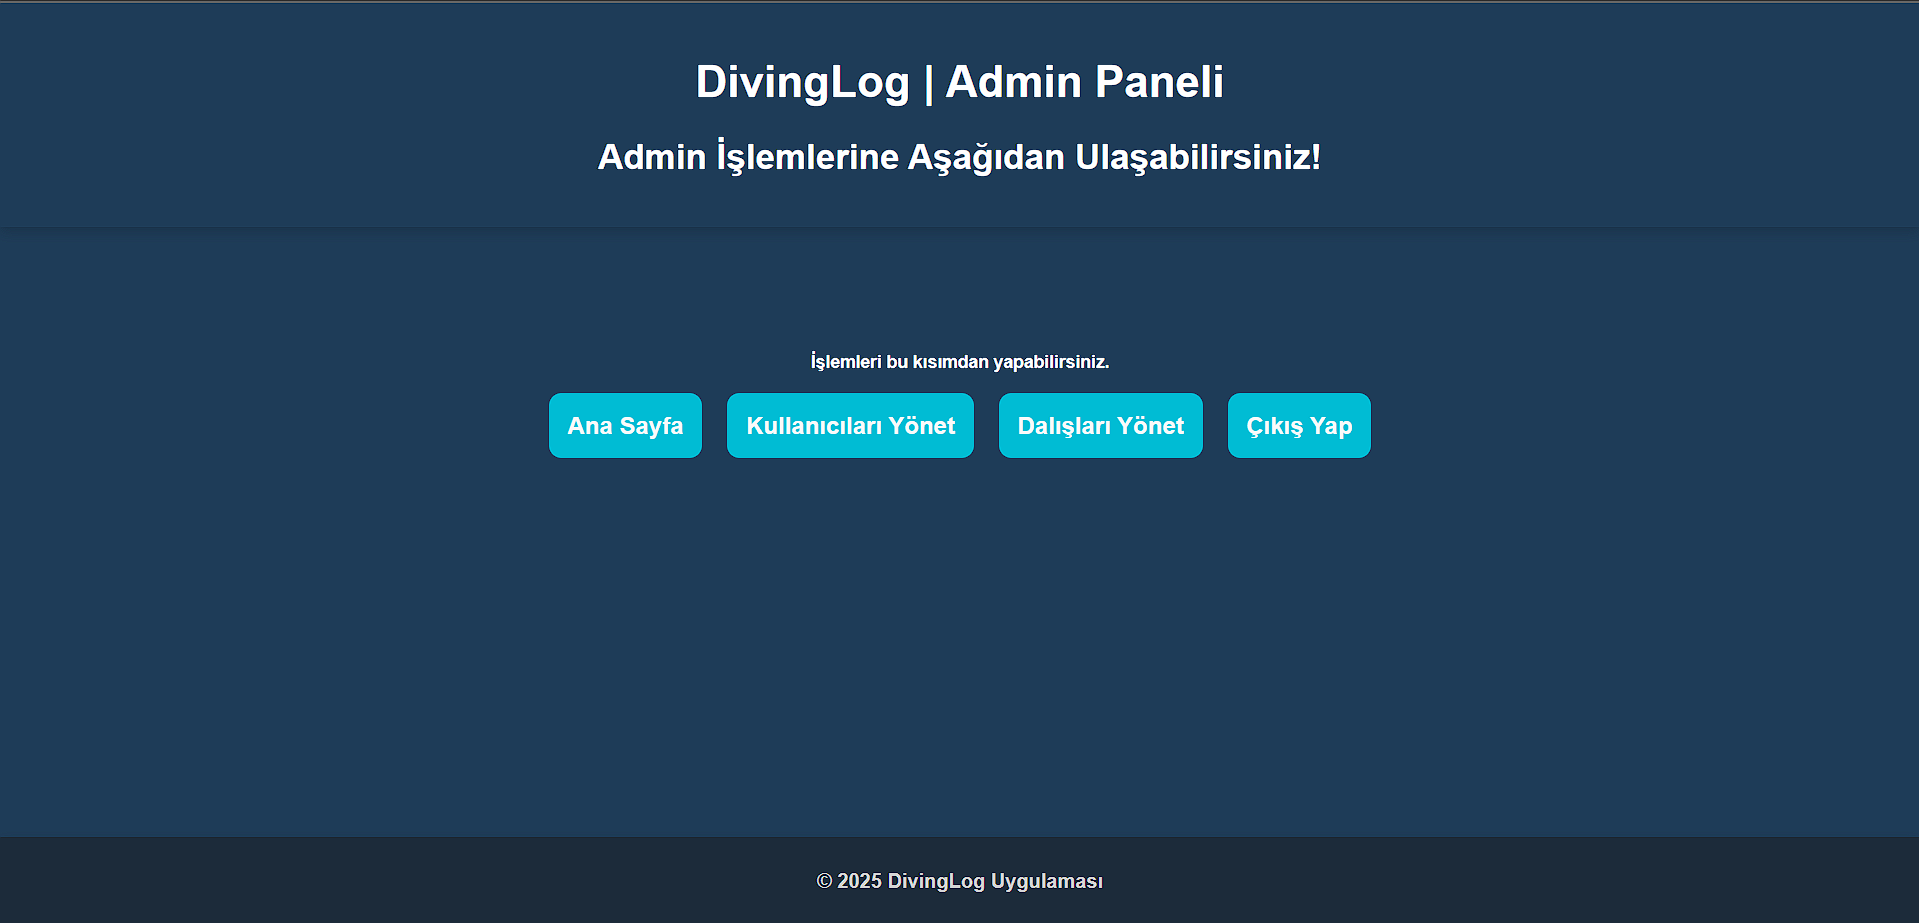 DivingLog | Admin Paneli
Admin İşlemlerine Aşağıdan Ulaşabilirsiniz!
İşlemleri bu kısımdan yapabilirsiniz.
Ana Sayfa Kullanıcıları Yönet Dalışları Yönet Çıkış Yap
© 2025 DivingLog Uygulaması